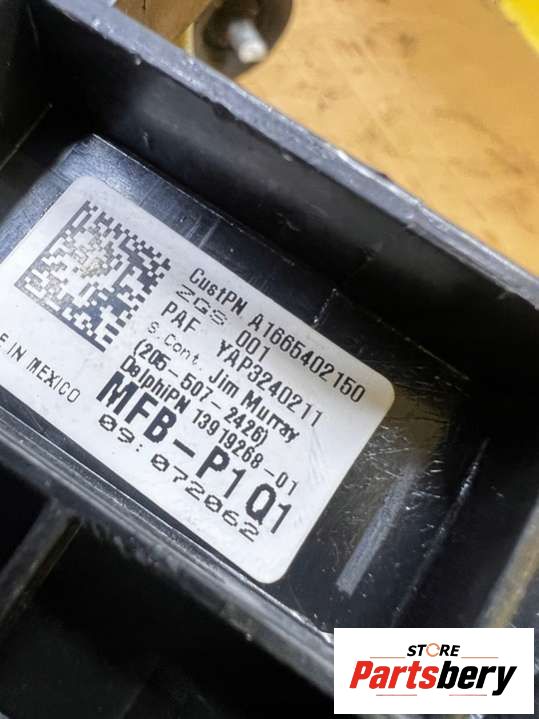 CustPN A1665402150
ZGS 001
PAF YAP3240211
S.Cont. Jim Murray
(205-507-2426)
DelphiPN 13919268-01
MFB-P1Q1
09:072062
E IN MEXICO
STORE
Partsbery